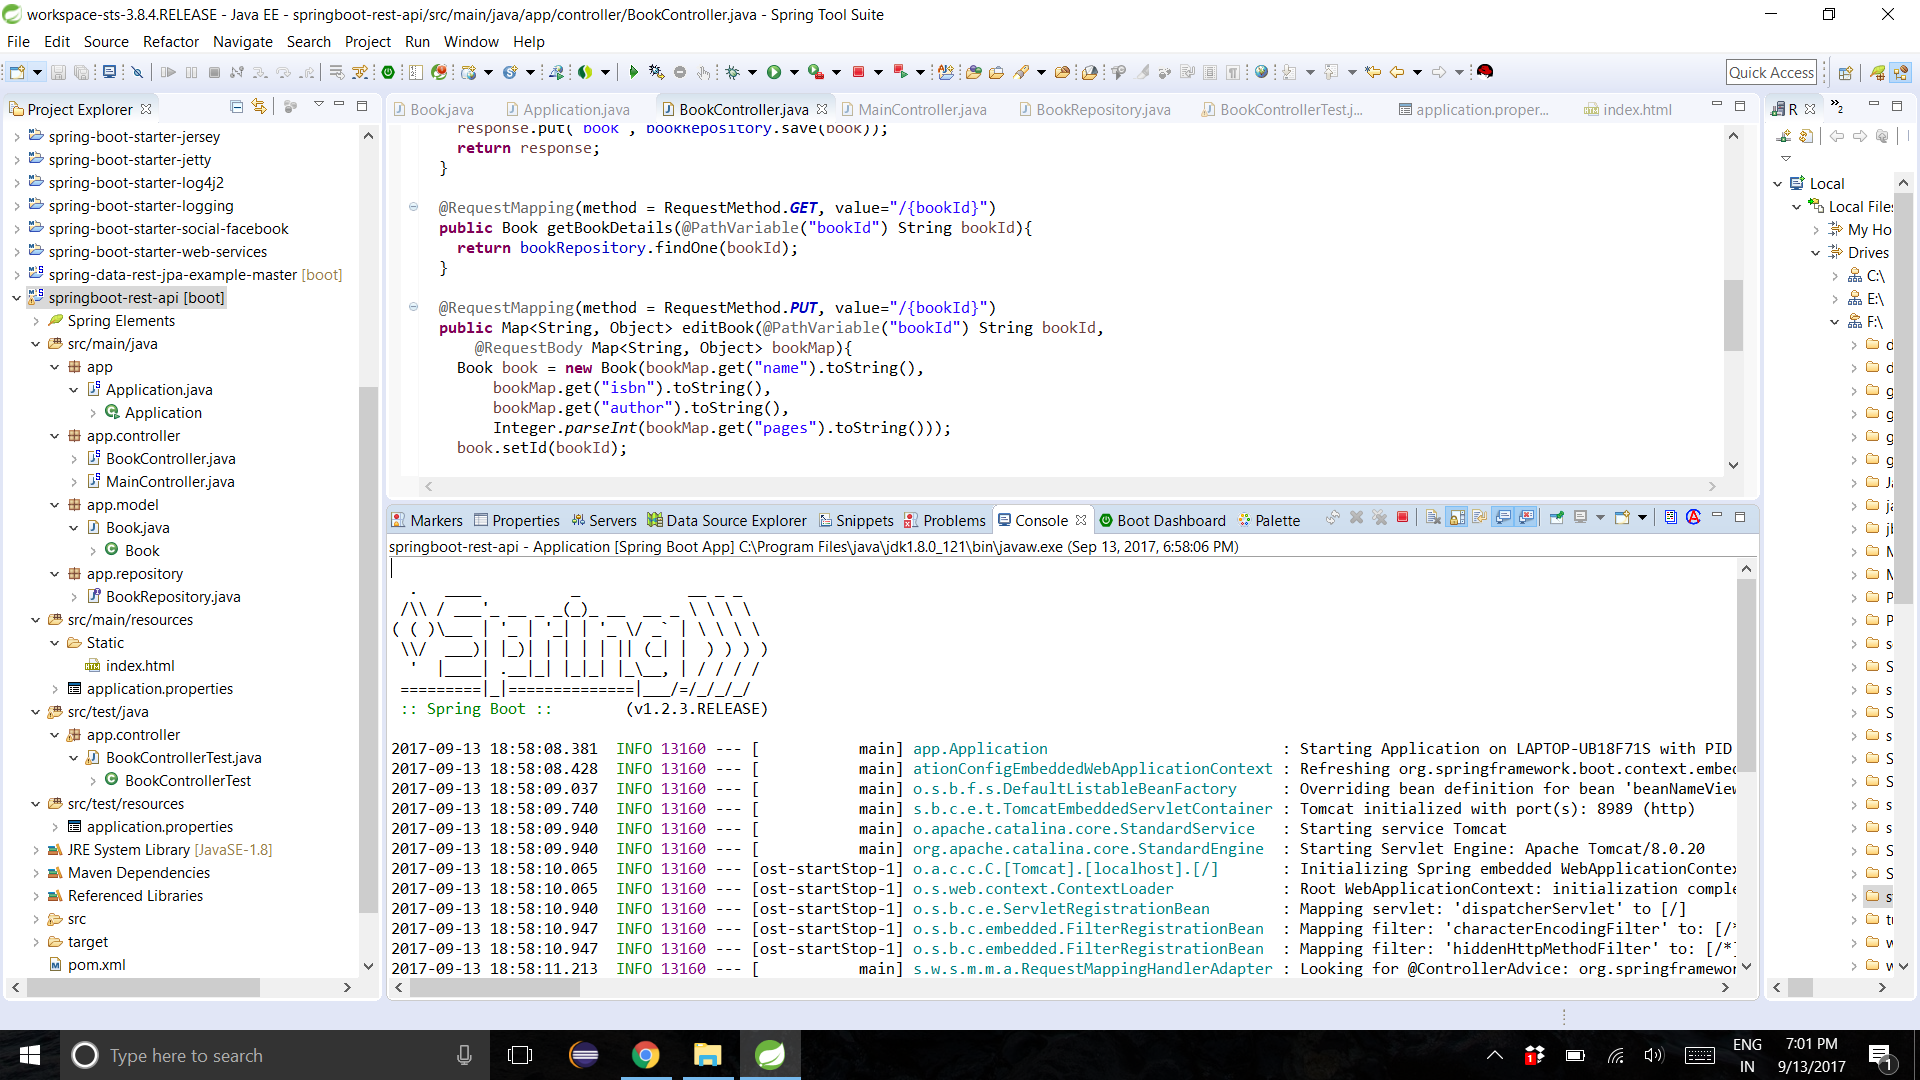 workspace-sts-3.8.4.RELEASE - Java EE - springboot-rest-api/src/main/java/app/controller/BookController.java - Spring Tool Suite
File Edit Source Refactor Navigate Search Project Run Window Help
Quick Access
Project Explorer
spring-boot-starter-jersey
spring-boot-starter-jetty
spring-boot-starter-log4j2
spring-boot-starter-logging
spring-boot-starter-social-facebook
spring-boot-starter-web-services
spring-data-rest-jpa-example-master [boot]
springboot-rest-api [boot]
Spring Elements
src/main/java
app
Application.java
Application
app.controller
BookController.java
MainController.java
app.model
Book.java
Book
app.repository
BookRepository.java
src/main/resources
Static
index.html
application.properties
src/test/java
app.controller
BookControllerTest.java
BookControllerTest
src/test/resources
application.properties
JRE System Library [JavaSE-1.8]
Maven Dependencies
Referenced Libraries
src
target
pom.xml
Book.java Application.java BookController.java MainController.java BookRepository.java BookControllerTest.j... application.proper... index.html
response.put("book", bookRepository.save(book));
return response;
}
@RequestMapping(method = RequestMethod.GET, value="/{bookId}")
public Book getBookDetails(@PathVariable("bookId") String bookId){
return bookRepository.findOne(bookId);
}
@RequestMapping(method = RequestMethod.PUT, value="/{bookId}")
public Map<String, Object> editBook(@PathVariable("bookId") String bookId,
@RequestBody Map<String, Object> bookMap){
Book book = new Book(bookMap.get("name").toString(),
bookMap.get("isbn").toString(),
bookMap.get("author").toString(),
Integer.parseInt(bookMap.get("pages").toString()));
book.setId(bookId);
Markers Properties Servers Data Source Explorer Snippets Problems Console Boot Dashboard Palette
springboot-rest-api - Application [Spring Boot App] C:\Program Files\java\jdk1.8.0_121\bin\javaw.exe (Sep 13, 2017, 6:58:06 PM)
Spring
:: Spring Boot :: (v1.2.3.RELEASE)
2017-09-13 18:58:08.381 INFO 13160 --- [ main] app.Application : Starting Application on LAPTOP-UB18F71S with PID
2017-09-13 18:58:08.428 INFO 13160 --- [ main] ationConfigEmbeddedWebApplicationContext : Refreshing org.springframework.boot.context.embe
2017-09-13 18:58:09.037 INFO 13160 --- [ main] o.s.b.f.s.DefaultListableBeanFactory : Overriding bean definition for bean 'beanNameView
2017-09-13 18:58:09.740 INFO 13160 --- [ main] s.b.c.e.t.TomcatEmbeddedServletContainer : Tomcat initialized with port(s): 8989 (http)
2017-09-13 18:58:09.940 INFO 13160 --- [ main] o.apache.catalina.core.StandardService : Starting service Tomcat
2017-09-13 18:58:09.940 INFO 13160 --- [ main] org.apache.catalina.core.StandardEngine : Starting Servlet Engine: Apache Tomcat/8.0.20
2017-09-13 18:58:10.065 INFO 13160 --- [ost-startStop-1] o.a.c.c.C.[Tomcat].[localhost].[/] : Initializing Spring embedded WebApplicationContex
2017-09-13 18:58:10.065 INFO 13160 --- [ost-startStop-1] o.s.web.context.ContextLoader : Root WebApplicationContext: initialization comple
2017-09-13 18:58:10.940 INFO 13160 --- [ost-startStop-1] o.s.b.c.e.ServletRegistrationBean : Mapping servlet: 'dispatcherServlet' to [/]
2017-09-13 18:58:10.947 INFO 13160 --- [ost-startStop-1] o.s.b.c.embedded.FilterRegistrationBean : Mapping filter: 'characterEncodingFilter' to: [/*
2017-09-13 18:58:10.947 INFO 13160 --- [ost-startStop-1] o.s.b.c.embedded.FilterRegistrationBean : Mapping filter: 'hiddenHttpMethodFilter' to: [/*]
2017-09-13 18:58:11.213 INFO 13160 --- [ main] s.w.s.m.m.a.RequestMappingHandlerAdapter : Looking for @ControllerAdvice: org.springframewor
R
Local
Local Files
My Ho
Drives
C:\
E:\
F:\
Type here to search
ENG
IN
7:01 PM
9/13/2017
1